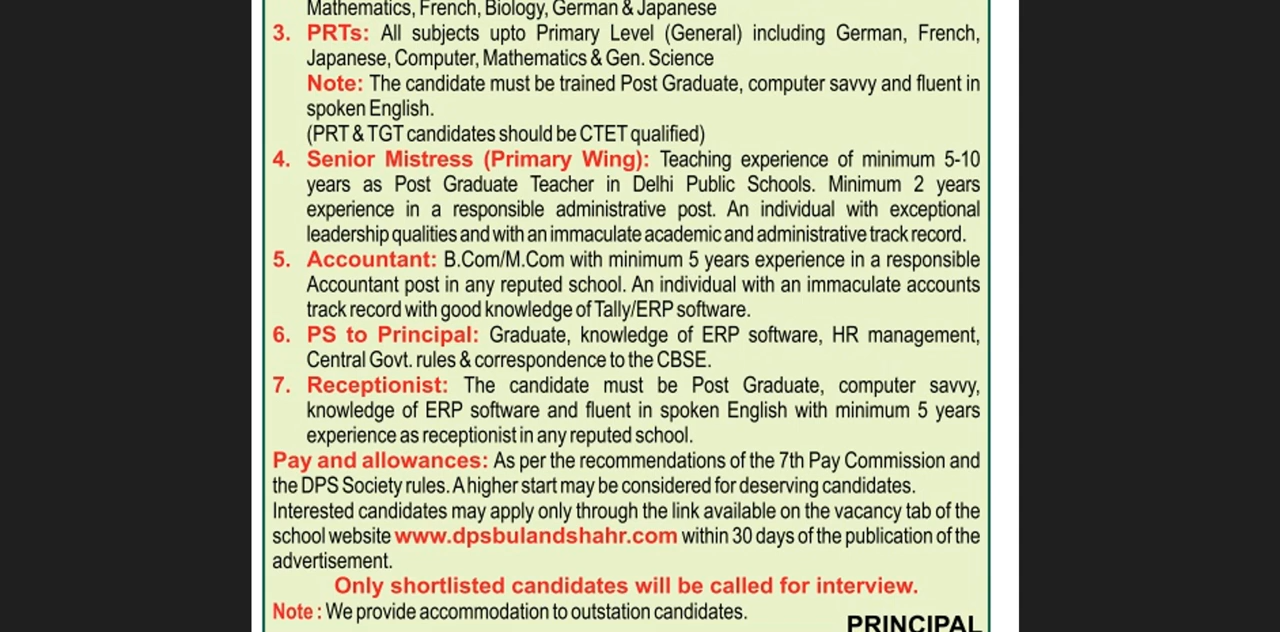 Mathematics, French, Biology, German & Japanese
3. PRTs: All subjects upto Primary Level (General) including German, French,
Japanese, Computer, Mathematics & Gen. Science
Note: The candidate must be trained Post Graduate, computer savvy and fluent in
spoken English.
(PRT & TGT candidates should be CTET qualified)
4. Senior Mistress (Primary Wing): Teaching experience of minimum 5-10
years as Post Graduate Teacher in Delhi Public Schools. Minimum 2 years
experience in a responsible administrative post. An individual with exceptional
leadership qualities and with an immaculate academic and administrative track record.
5. Accountant: B.Com/M.Com with minimum 5 years experience in a responsible
Accountant post in any reputed school. An individual with an immaculate accounts
track record with good knowledge of Tally/ERP software.
6. PS to Principal: Graduate, knowledge of ERP software, HR management,
Central Govt. rules & correspondence to the CBSE.
7. Receptionist: The candidate must be Post Graduate, computer savvy,
knowledge of ERP software and fluent in spoken English with minimum 5 years
experience as receptionist in any reputed school.
Pay and allowances: As per the recommendations of the 7th Pay Commission and
the DPS Society rules. A higher start may be considered for deserving candidates.
Interested candidates may apply only through the link available on the vacancy tab of the
school website www.dpsbulandshahr.com within 30 days of the publication of the
advertisement.
Only shortlisted candidates will be called for interview.
Note : We provide accommodation to outstation candidates.
PRINCIPAL